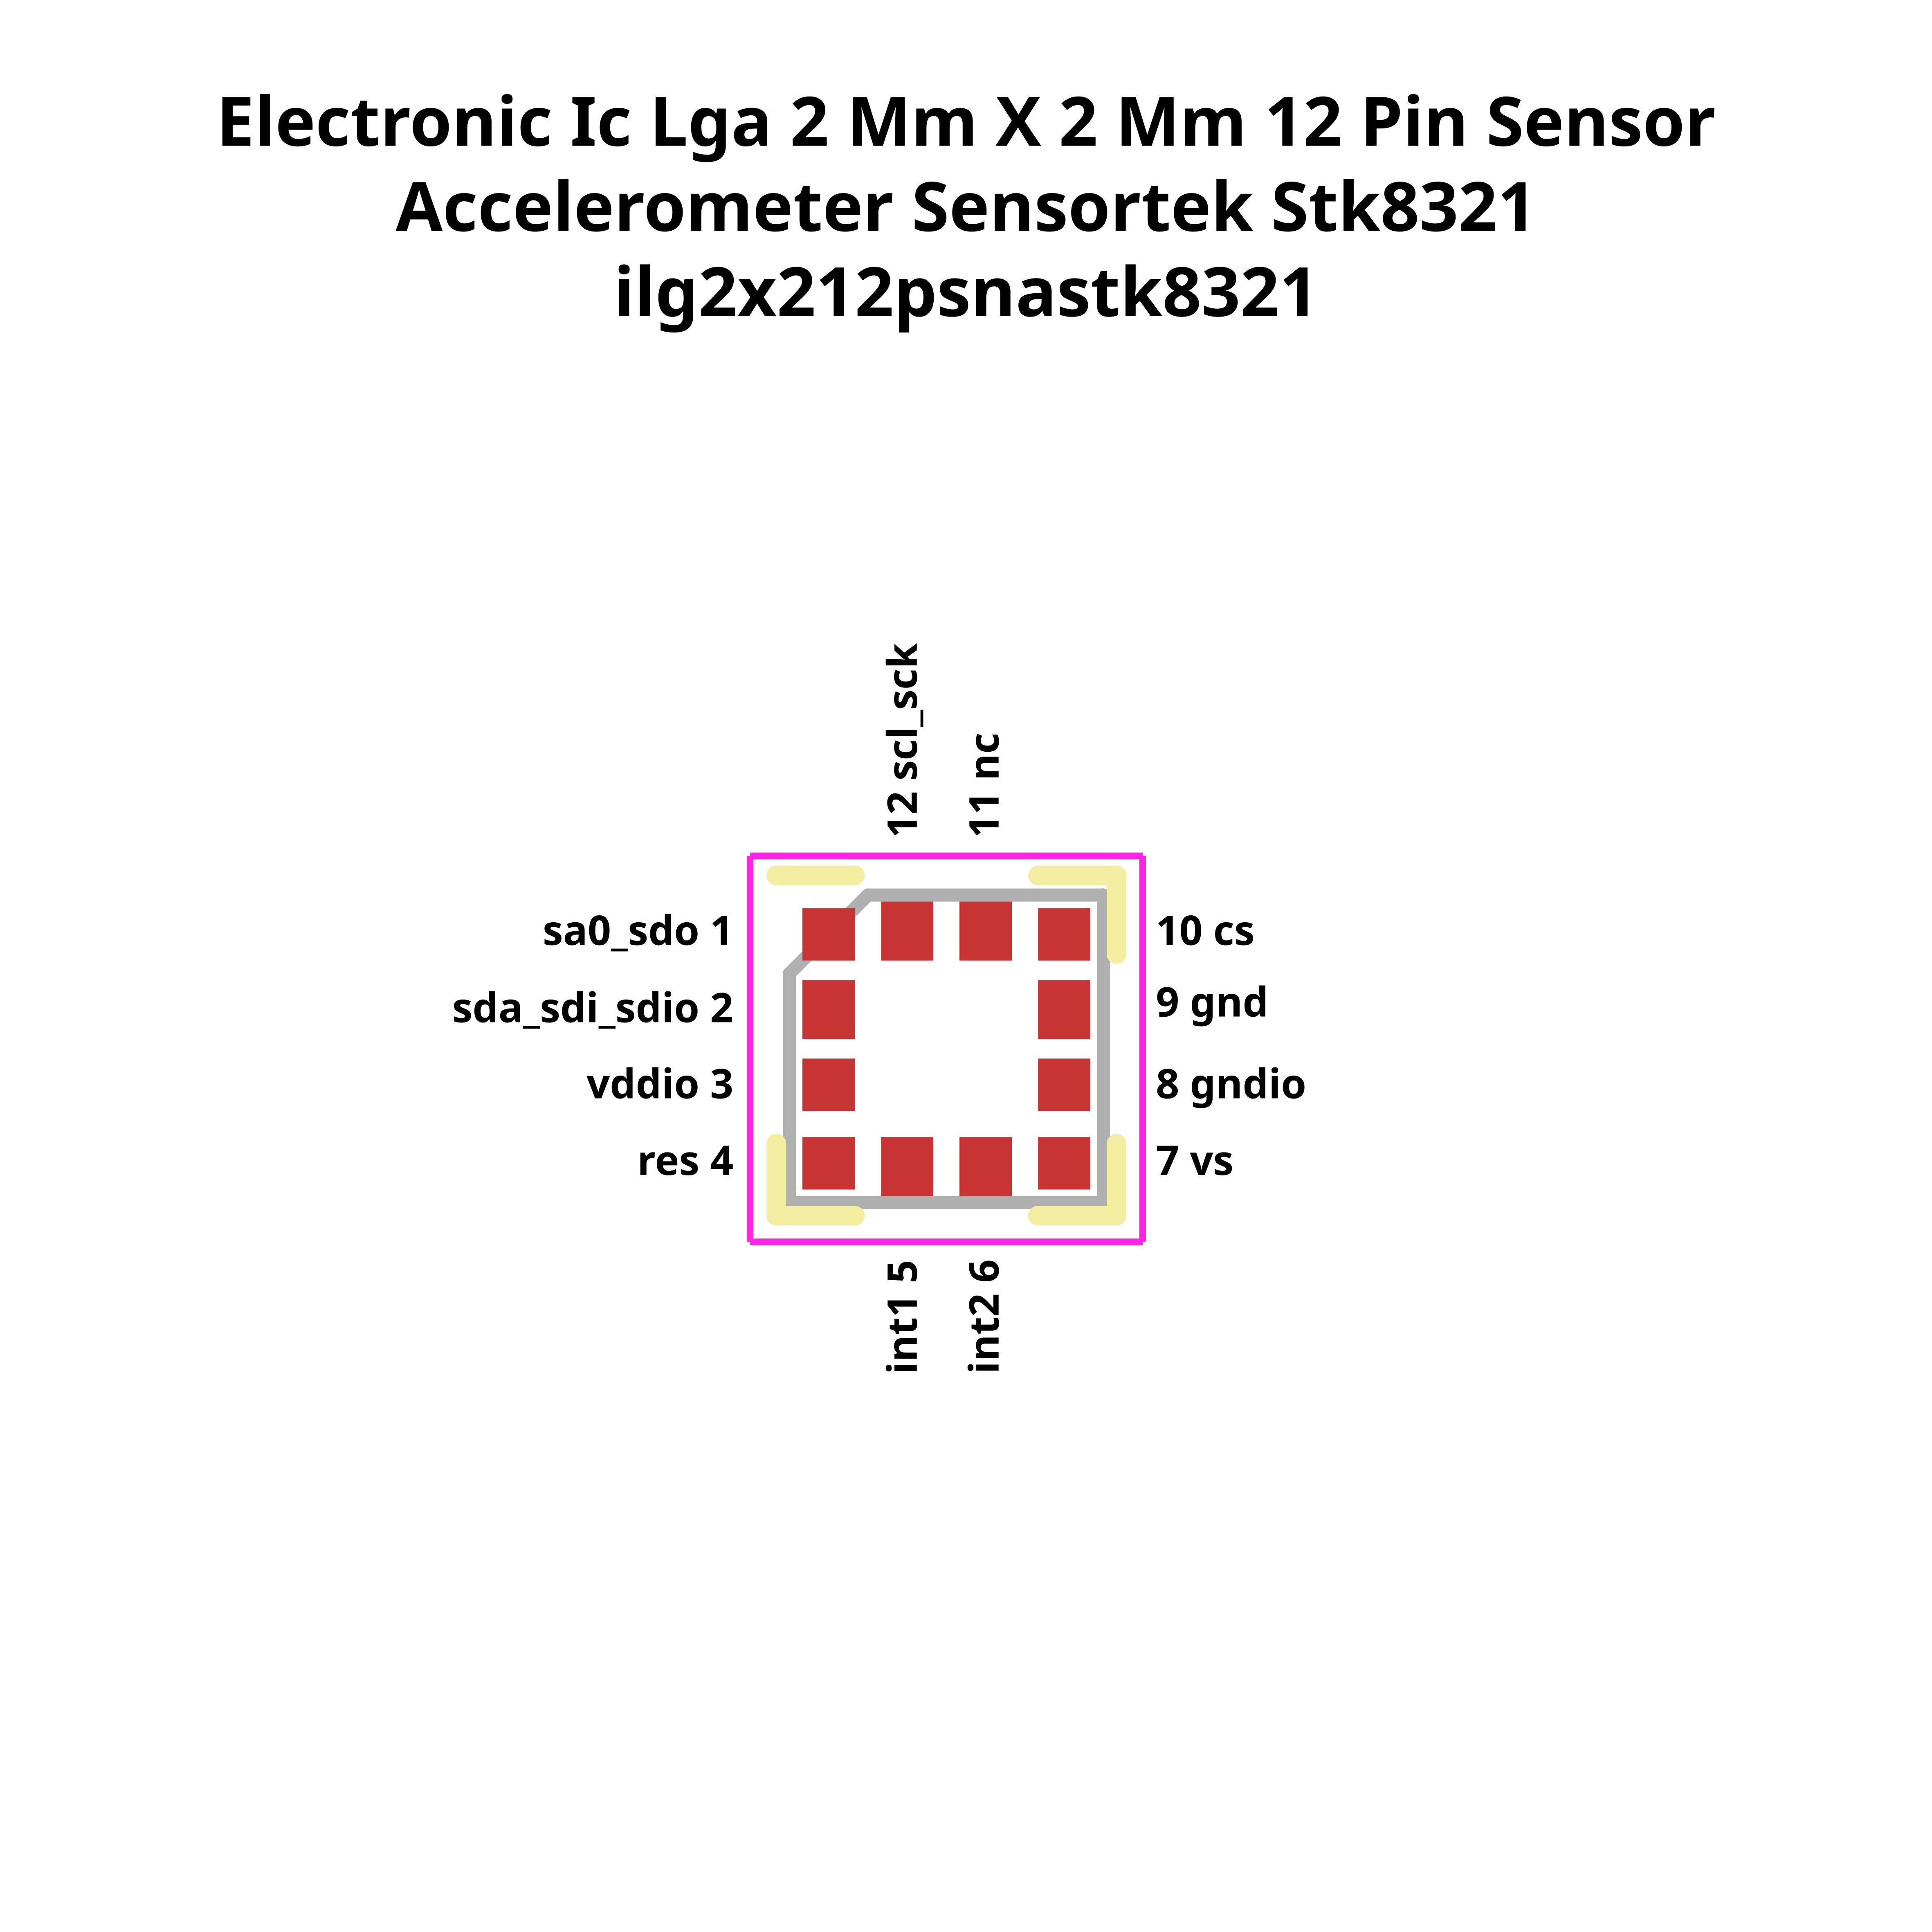 Electronic Ic Lga 2 Mm X 2 Mm 12 Pin Sensor
Accelerometer Sensortek Stk8321
ilg2x212psnastk8321
12 scl_sck
11 nc
sa0_sdo 1
10 cs
sda_sdi_sdio 2
9 gnd
vddio 3
8 gndio
res 4
7 vs
int1 5
int2 6